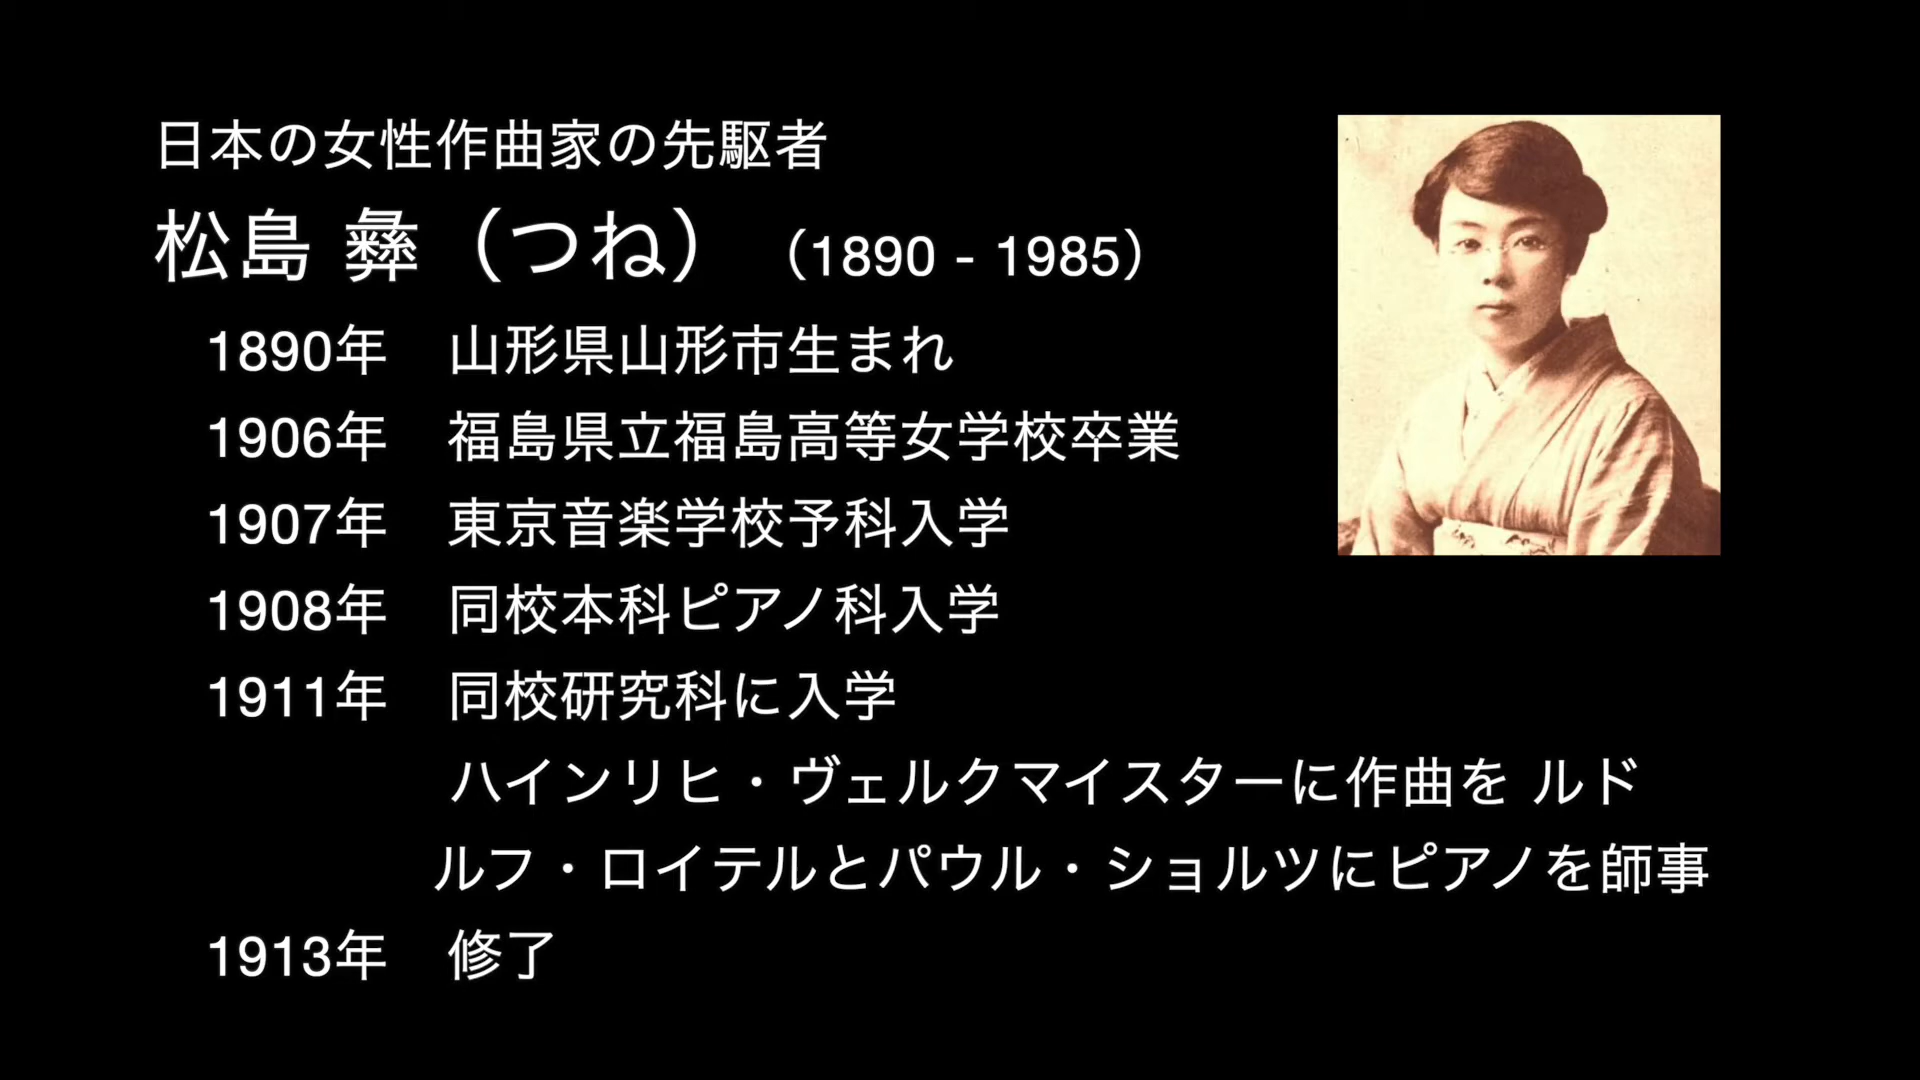 日本の女性作曲家の先駆者
松島 彝（つね）（1890 - 1985）
1890年　山形県山形市生まれ
1906年　福島県立福島高等女学校卒業
1907年　東京音楽学校予科入学
1908年　同校本科ピアノ科入学
1911年　同校研究科に入学
ハインリヒ・ヴェルクマイスターに作曲を ルド
ルフ・ロイテルとパウル・ショルツにピアノを師事
1913年　修了